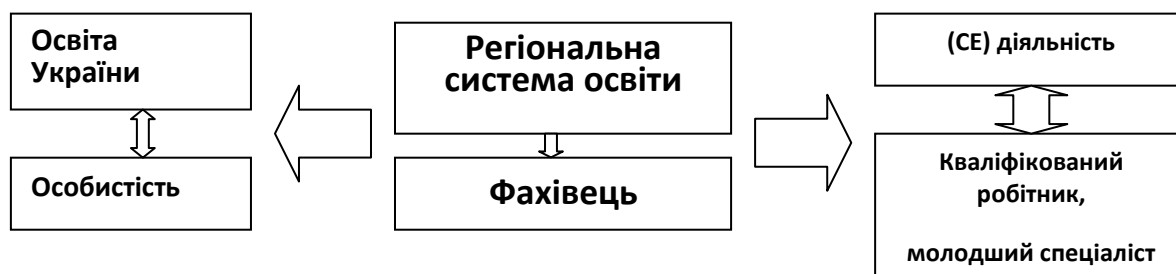 Освіта
України
Особистість
Регіональна
система освіти
Фахівець
(СЕ) діяльність
Кваліфікований
робітник,
молодший спеціаліст